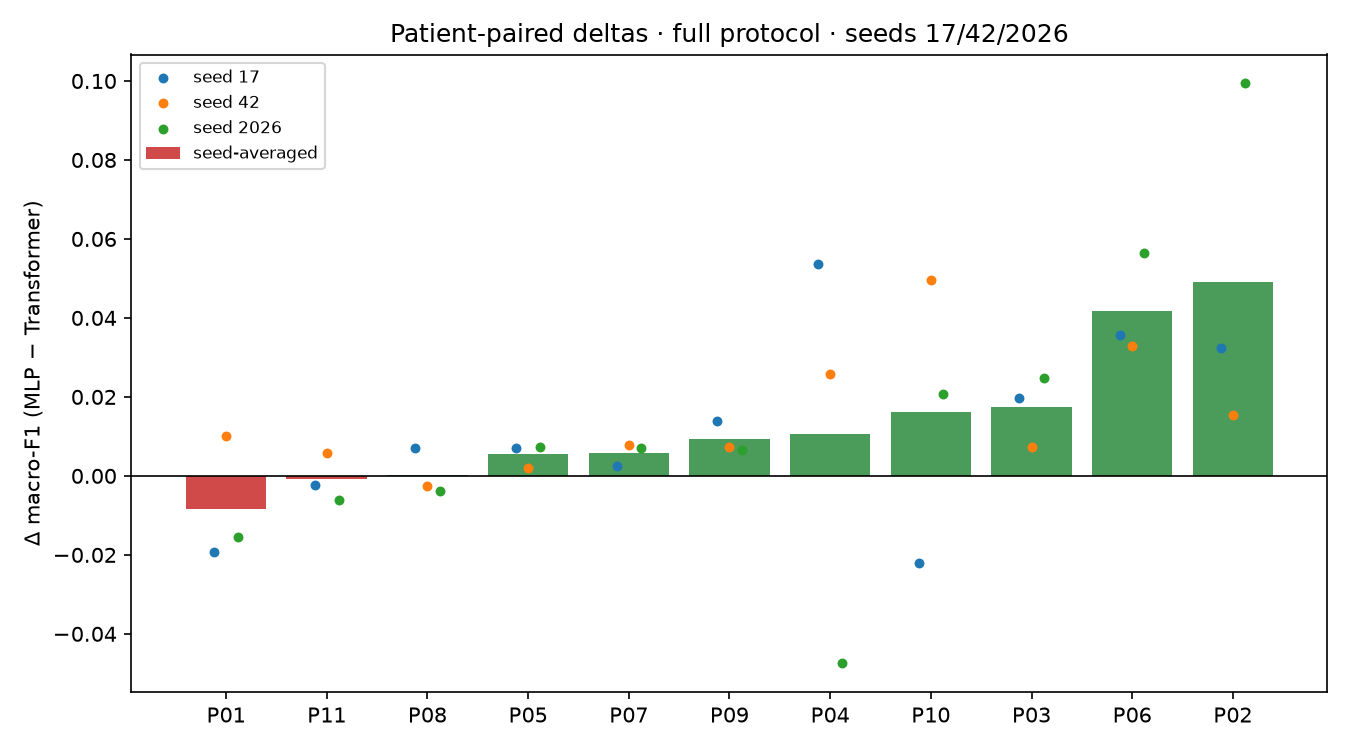 Patient-paired deltas · full protocol · seeds 17/42/2026
seed 17
seed 42
seed 2026
seed-averaged
Δ macro-F1 (MLP − Transformer)
0.10
0.08
0.06
0.04
0.02
0.00
−0.02
−0.04
P01 P11 P08 P05 P07 P09 P04 P10 P03 P06 P02